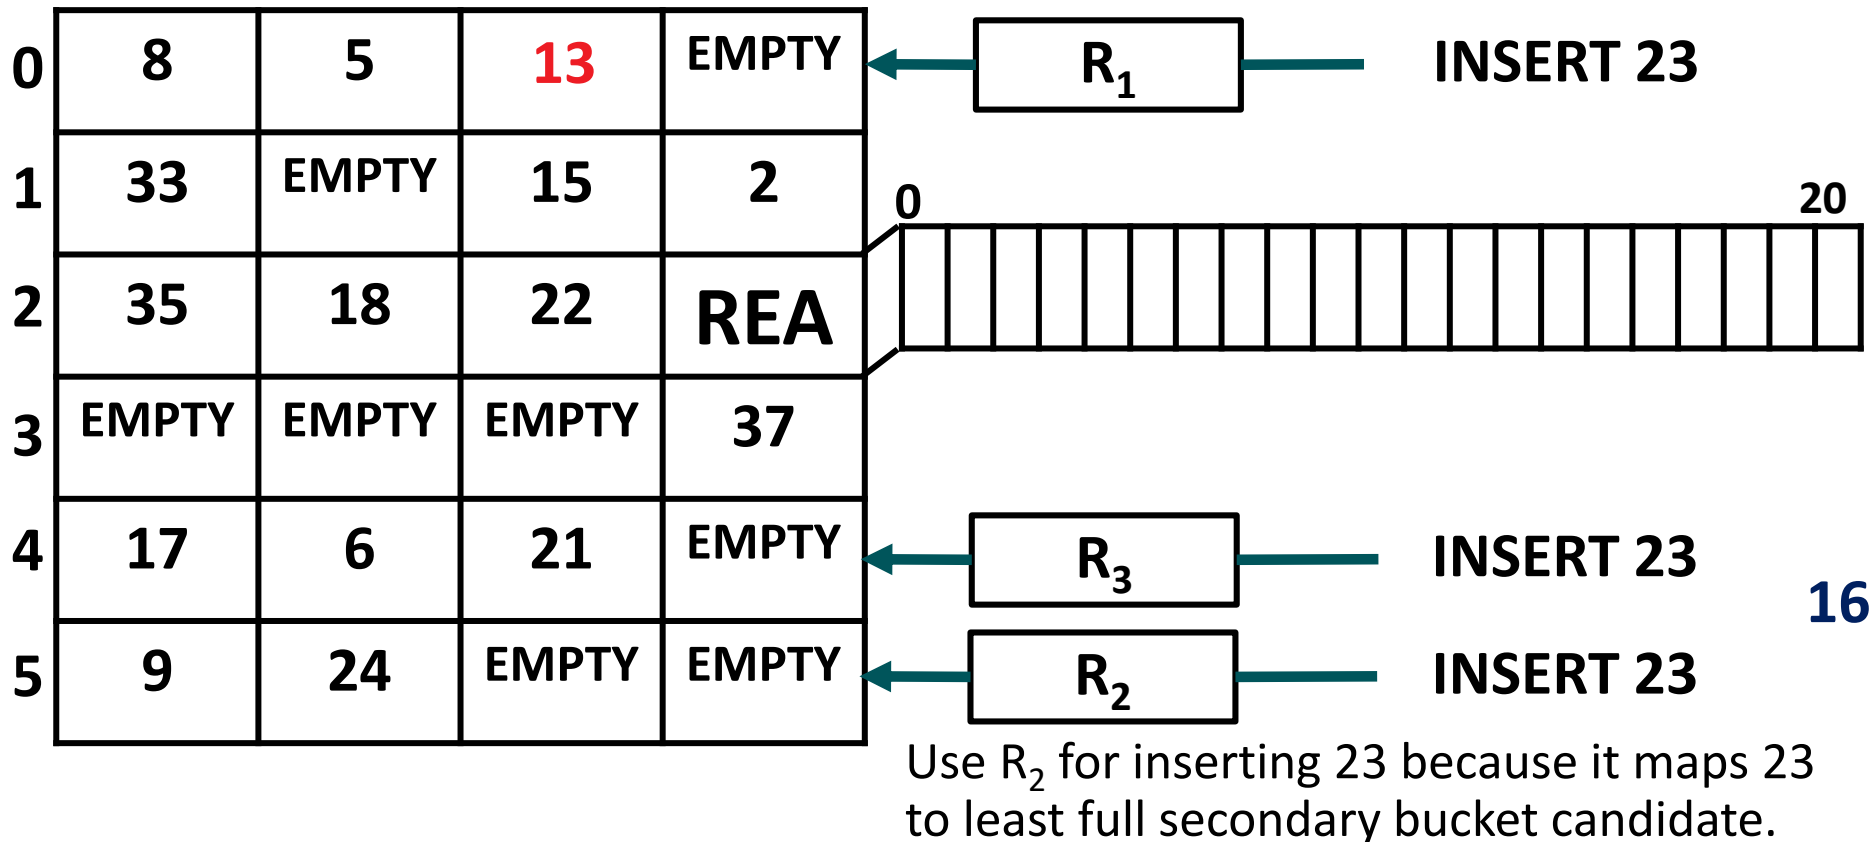 0 8 5 13 EMPTY R1 INSERT 23
1 33 EMPTY 15 2
0 20
2 35 18 22 REA
3 EMPTY EMPTY EMPTY 37
4 17 6 21 EMPTY R3 INSERT 23
16
5 9 24 EMPTY EMPTY R2 INSERT 23
Use R2 for inserting 23 because it maps 23
to least full secondary bucket candidate.